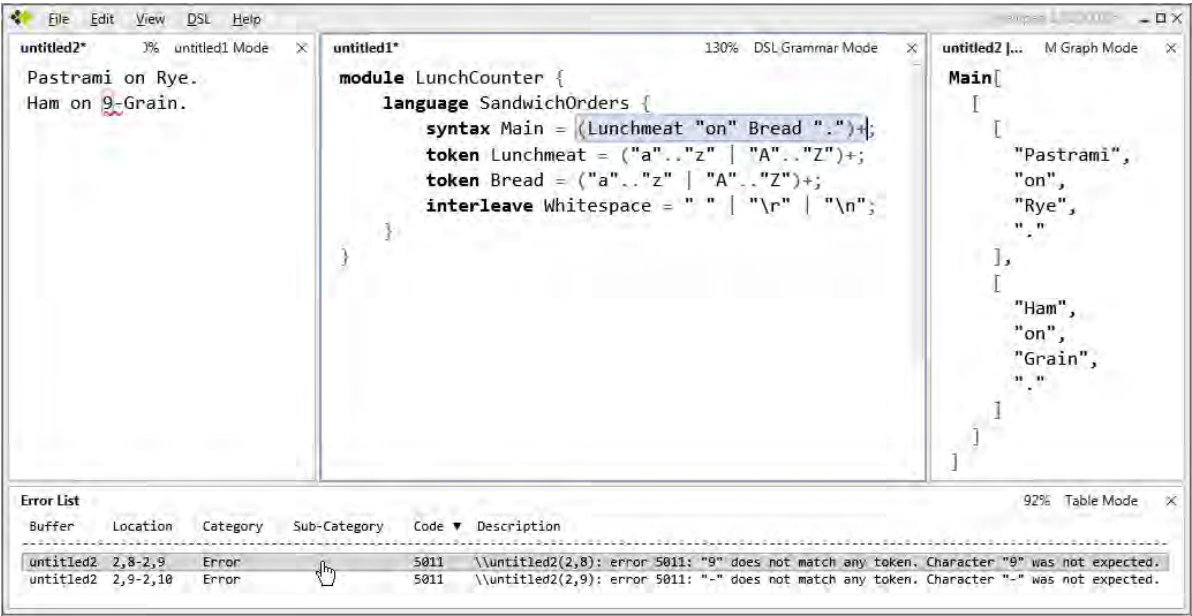 File Edit View DSL Help
untitled2* % untitled1 Mode ×
Pastrami on Rye.
Ham on 9-Grain.
untitled1* 130% DSL Grammar Mode ×
module LunchCounter {
language SandwichOrders {
syntax Main = (Lunchmeat "on" Bread ".")+;
token Lunchmeat = ("a".."z" | "A".."Z")+;
token Bread = ("a".."z" | "A".."Z")+;
interleave Whitespace = " " | "\r" | "\n";
}
}
untitled2 |... M Graph Mode ×
Main[
[
[
"Pastrami",
"on",
"Rye",
"."
],
[
"Ham",
"on",
"Grain",
"."
]
]
]
Error List 92% Table Mode ×
Buffer Location Category Sub-Category Code ▼ Description
untitled2 2,8-2,9 Error 5011 \\untitled2(2,8): error 5011: "9" does not match any token. Character "9" was not expected.
untitled2 2,9-2,10 Error 5011 \\untitled2(2,9): error 5011: "-" does not match any token. Character "-" was not expected.